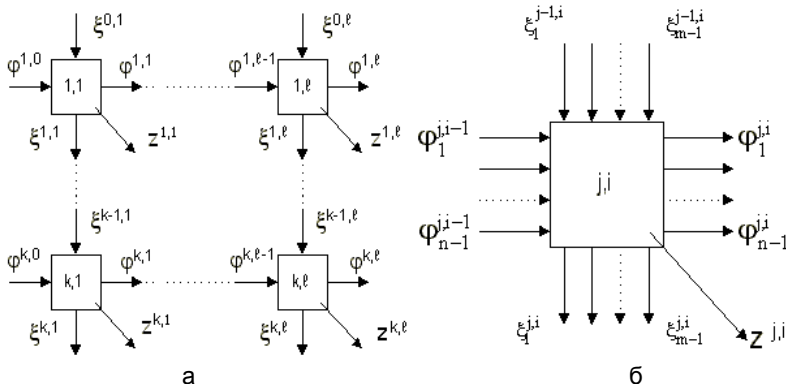 ξ^{0,1} ξ^{0,ℓ}
φ^{1,0} φ^{1,1} φ^{1,ℓ-1} φ^{1,ℓ}
1,1 1,ℓ
ξ^{1,1} z^{1,1} ξ^{1,ℓ} z^{1,ℓ}
ξ^{k-1,1} ξ^{k-1,ℓ}
φ^{k,0} φ^{k,1} φ^{k,ℓ-1} φ^{k,ℓ}
k,1 k,ℓ
ξ^{k,1} z^{k,1} ξ^{k,ℓ} z^{k,ℓ}
а
ξ_1^{j-1,i} ξ_{m-1}^{j-1,i}
φ_1^{j,i-1} φ_1^{j,i}
j,i
φ_{n-1}^{j,i-1} φ_{n-1}^{j,i}
ξ_1^{j,i} ξ_{m-1}^{j,i} z^{j,i}
б